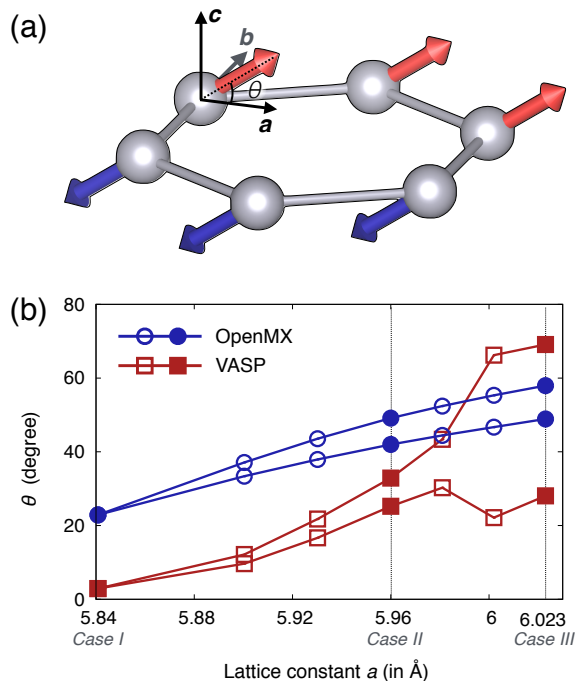 (a)
c
b
θ
a
(b)
80
60
40
20
0
θ (degree)
OpenMX
VASP
5.84 5.88 5.92 5.96 6 6.023
Case I Case II Case III
Lattice constant a (in Å)